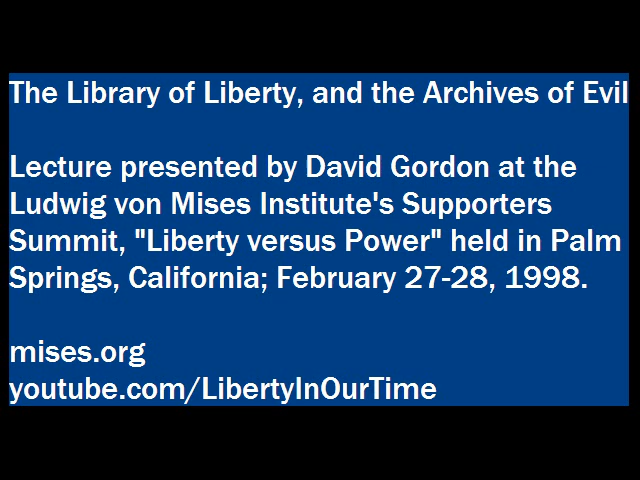 The Library of Liberty, and the Archives of Evil
Lecture presented by David Gordon at the
Ludwig von Mises Institute's Supporters
Summit, "Liberty versus Power" held in Palm
Springs, California; February 27-28, 1998.
mises.org
youtube.com/LibertyInOurTime